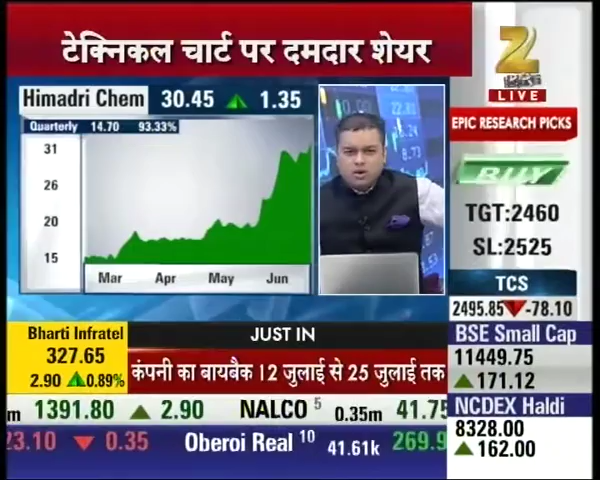 टेक्निकल चार्ट पर दमदार शेयर
LIVE
Himadri Chem 30.45 1.35
Quarterly 14.70 93.33%
31
26
20
15
Mar Apr May Jun
EPIC RESEARCH PICKS
BUY
TGT:2460
SL:2525
TCS
2495.85 -78.10
Bharti Infratel
327.65
2.90 0.89%
JUST IN
कंपनी का बायबैक 12 जुलाई से 25 जुलाई तक
BSE Small Cap
11449.75
171.12
m 1391.80 2.90 NALCO 5 0.35m 41.75
NCDEX Haldi
8328.00
162.00
23.10 0.35 Oberoi Real 10 41.61k 269.9